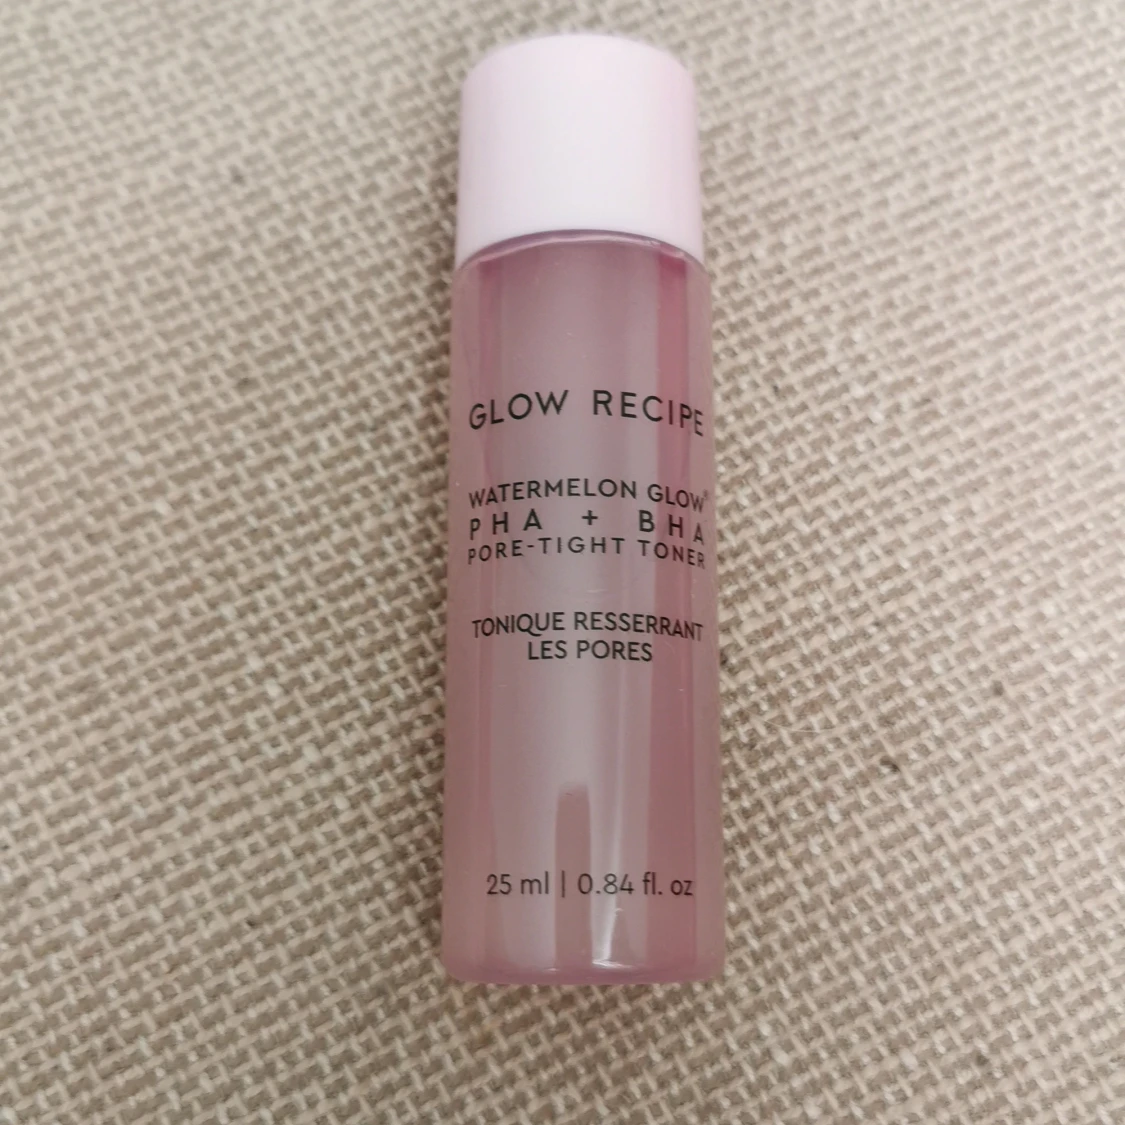 GLOW RECIPE
WATERMELON GLOW®
PHA + BHA
PORE-TIGHT TONER
TONIQUE RESSERRANT
LES PORES
25 ml | 0.84 fl. oz